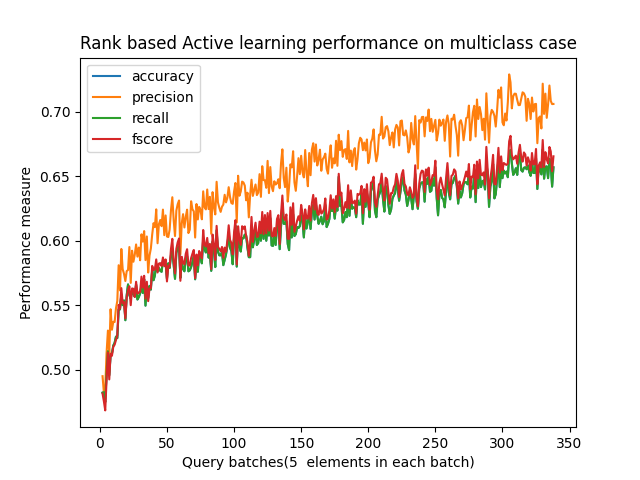 Rank based Active learning performance on multiclass case
accuracy
precision
recall
fscore
Performance measure
0.70
0.65
0.60
0.55
0.50
0
50
100
150
200
250
300
350
Query batches(5  elements in each batch)